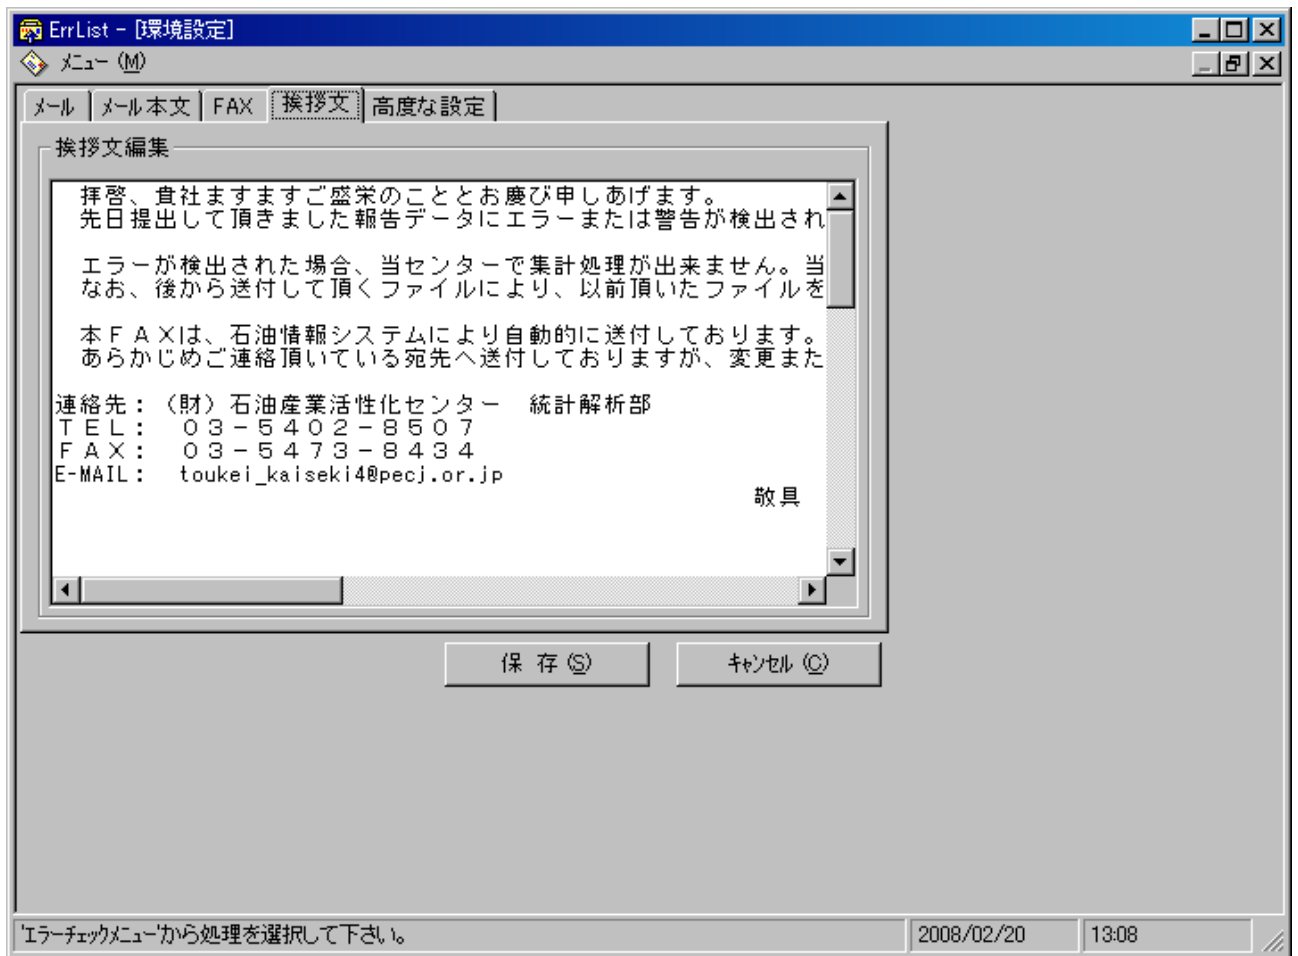 ErrList - [環境設定]
ﾒﾆｭｰ (M)
ﾒｰﾙ ﾒｰﾙ本文 FAX 挨拶文 高度な設定
挨拶文編集
拝啓、貴社ますますご盛栄のこととお慶び申しあげます。
先日提出して頂きました報告データにエラーまたは警告が検出され
エラーが検出された場合、当センターで集計処理が出来ません。当
なお、後から送付して頂くファイルにより、以前頂いたファイルを
本ＦＡＸは、石油情報システムにより自動的に送付しております。
あらかじめご連絡頂いている宛先へ送付しておりますが、変更また
連絡先：（財）石油産業活性化センター　統計解析部
ＴＥＬ：　０３－５４０２－８５０７
ＦＡＸ：　０３－５４７３－８４３４
E-MAIL： toukei_kaiseki4@pecj.or.jp
敬具
保 存 (S) ｷｬﾝｾﾙ (C)
'ｴﾗｰﾁｪｯｸﾒﾆｭｰ'から処理を選択して下さい。 2008/02/20 13:08